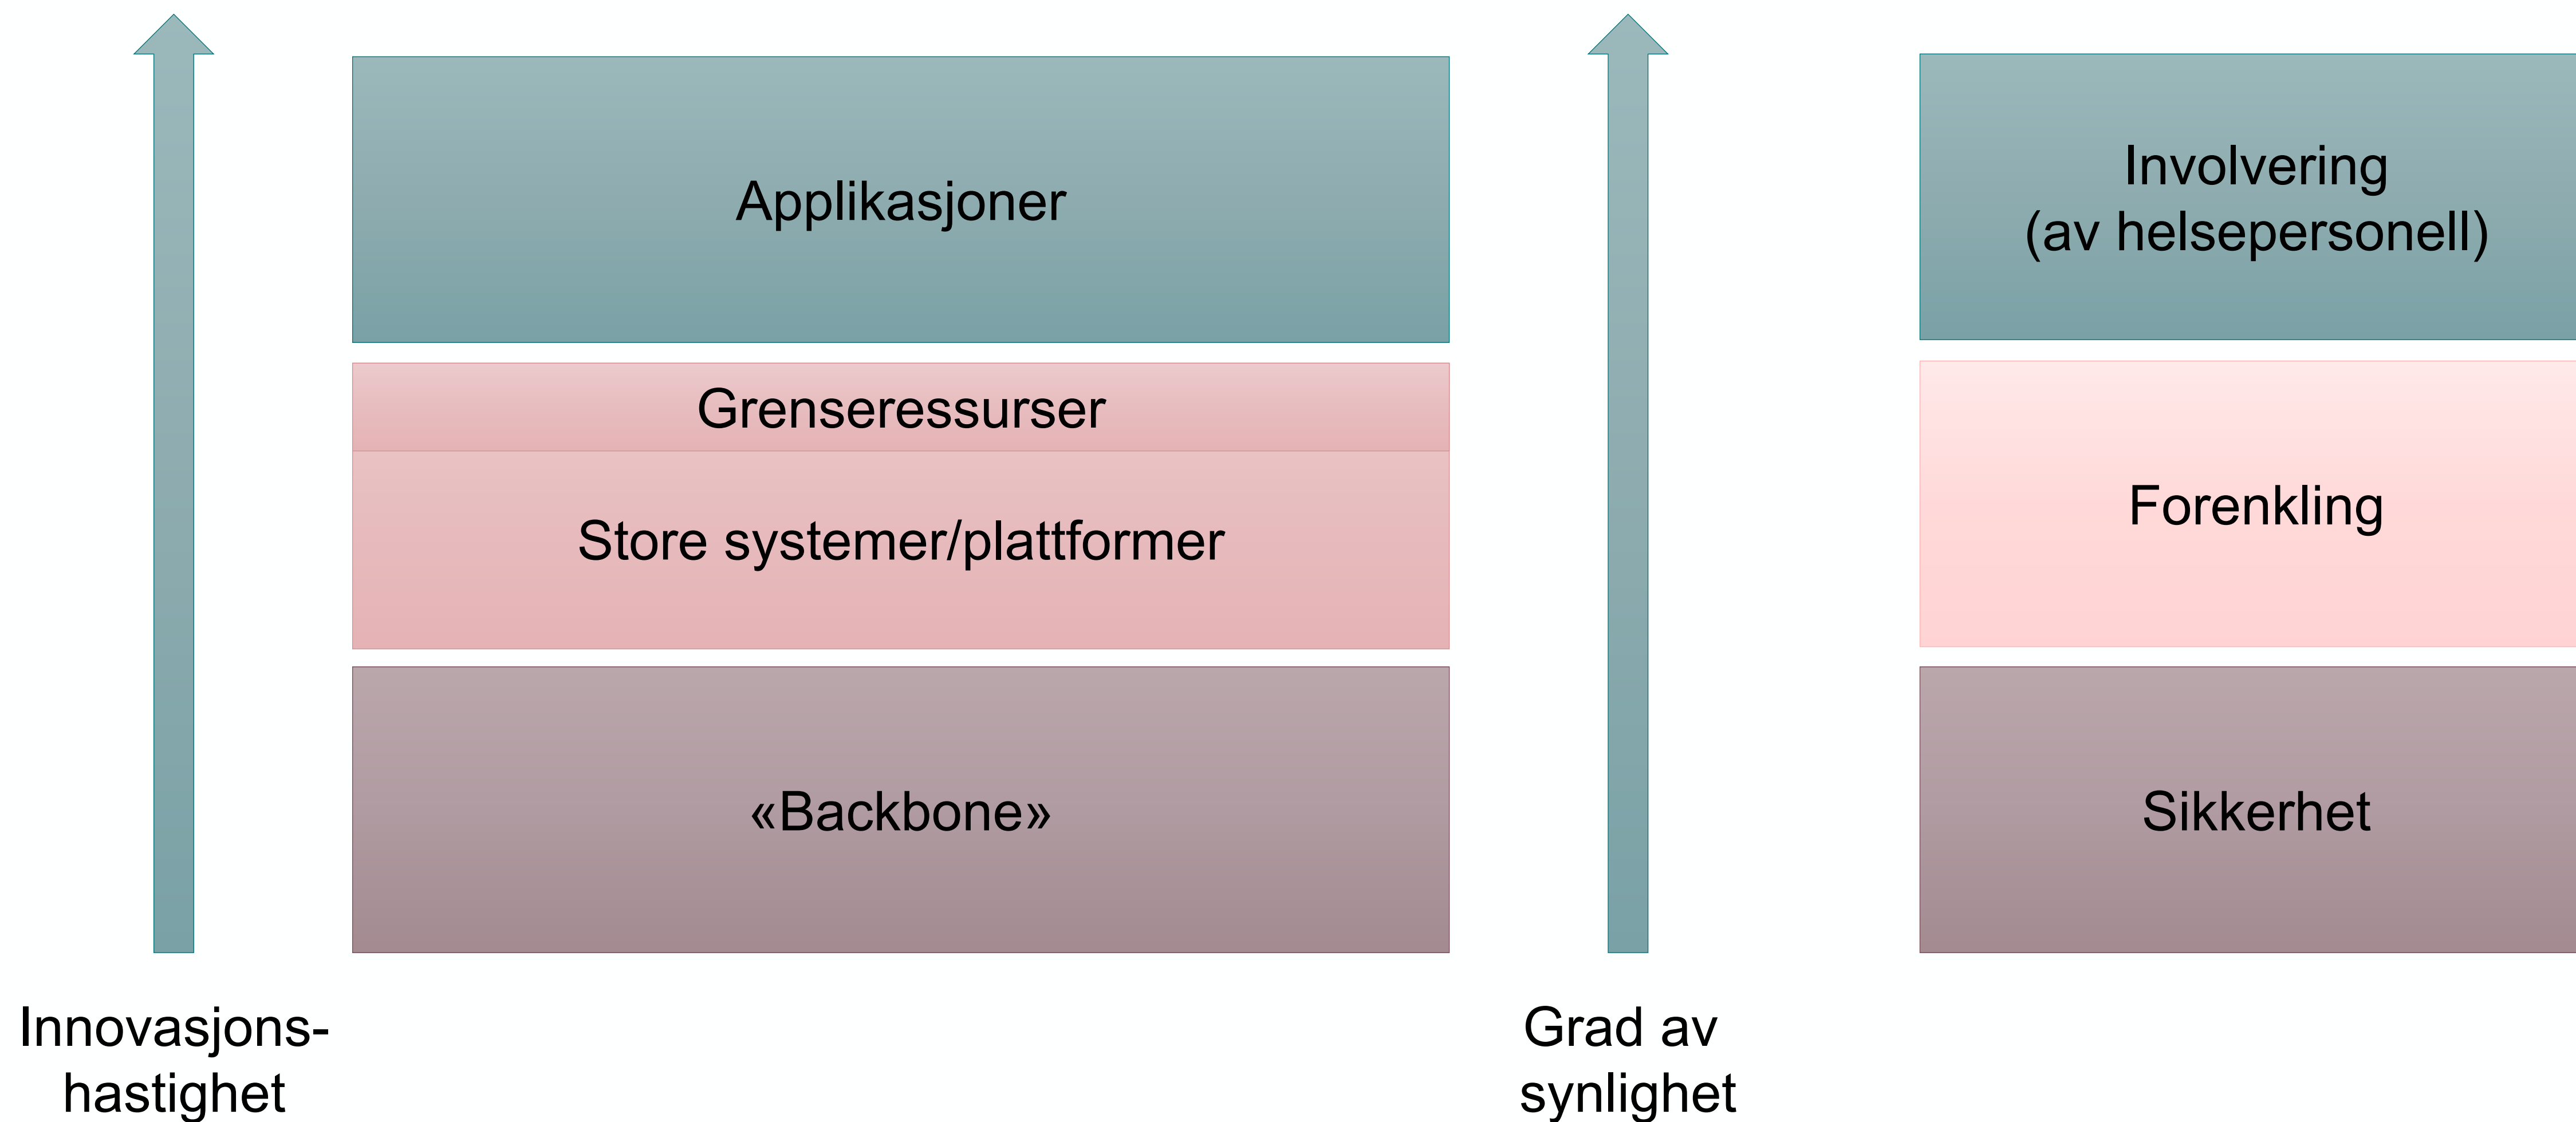 Applikasjoner
Grenseressurser
Store systemer/plattformer
«Backbone»
Innovasjons-
hastighet
Involvering
(av helsepersonell)
Forenkling
Sikkerhet
Grad av
synlighet